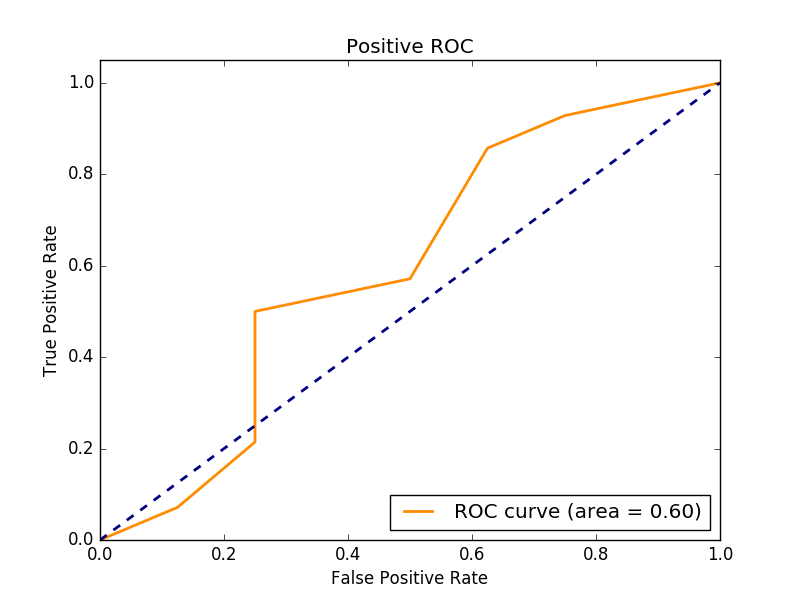 Positive ROC
True Positive Rate
1.0
0.8
0.6
0.4
0.2
0.0
ROC curve (area = 0.60)
0.0 0.2 0.4 0.6 0.8 1.0
False Positive Rate